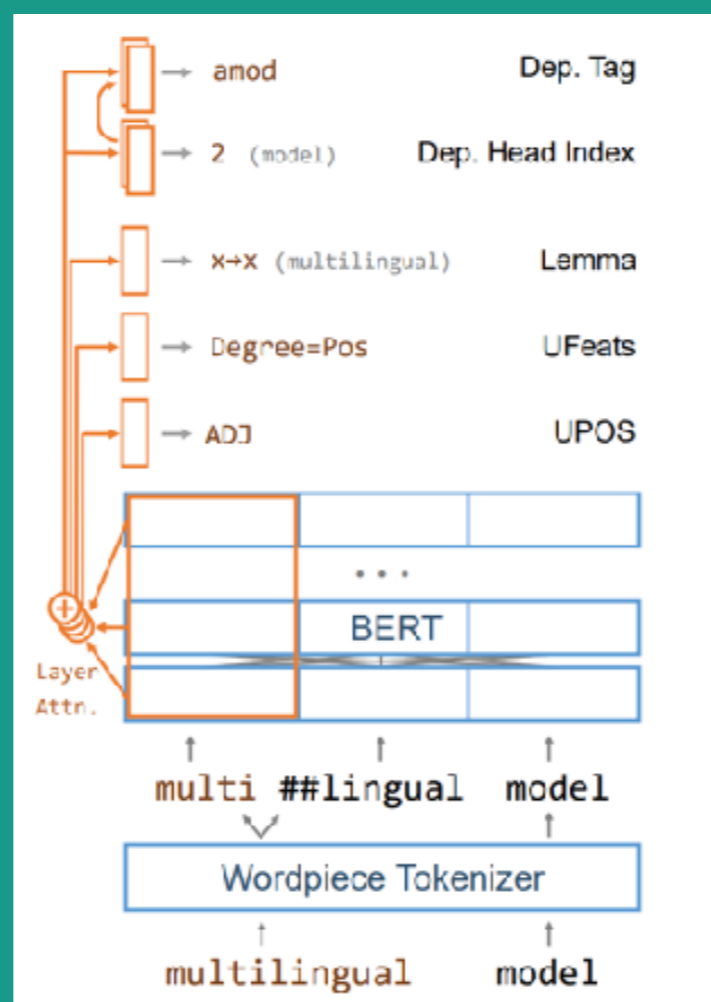 amod Dep. Tag
2 (model) Dep. Head Index
x→X (multilingual) Lemma
Degree=Pos UFeats
ADJ UPOS
...
BERT
Layer
Attn.
multi ##lingual model
Wordpiece Tokenizer
multilingual model